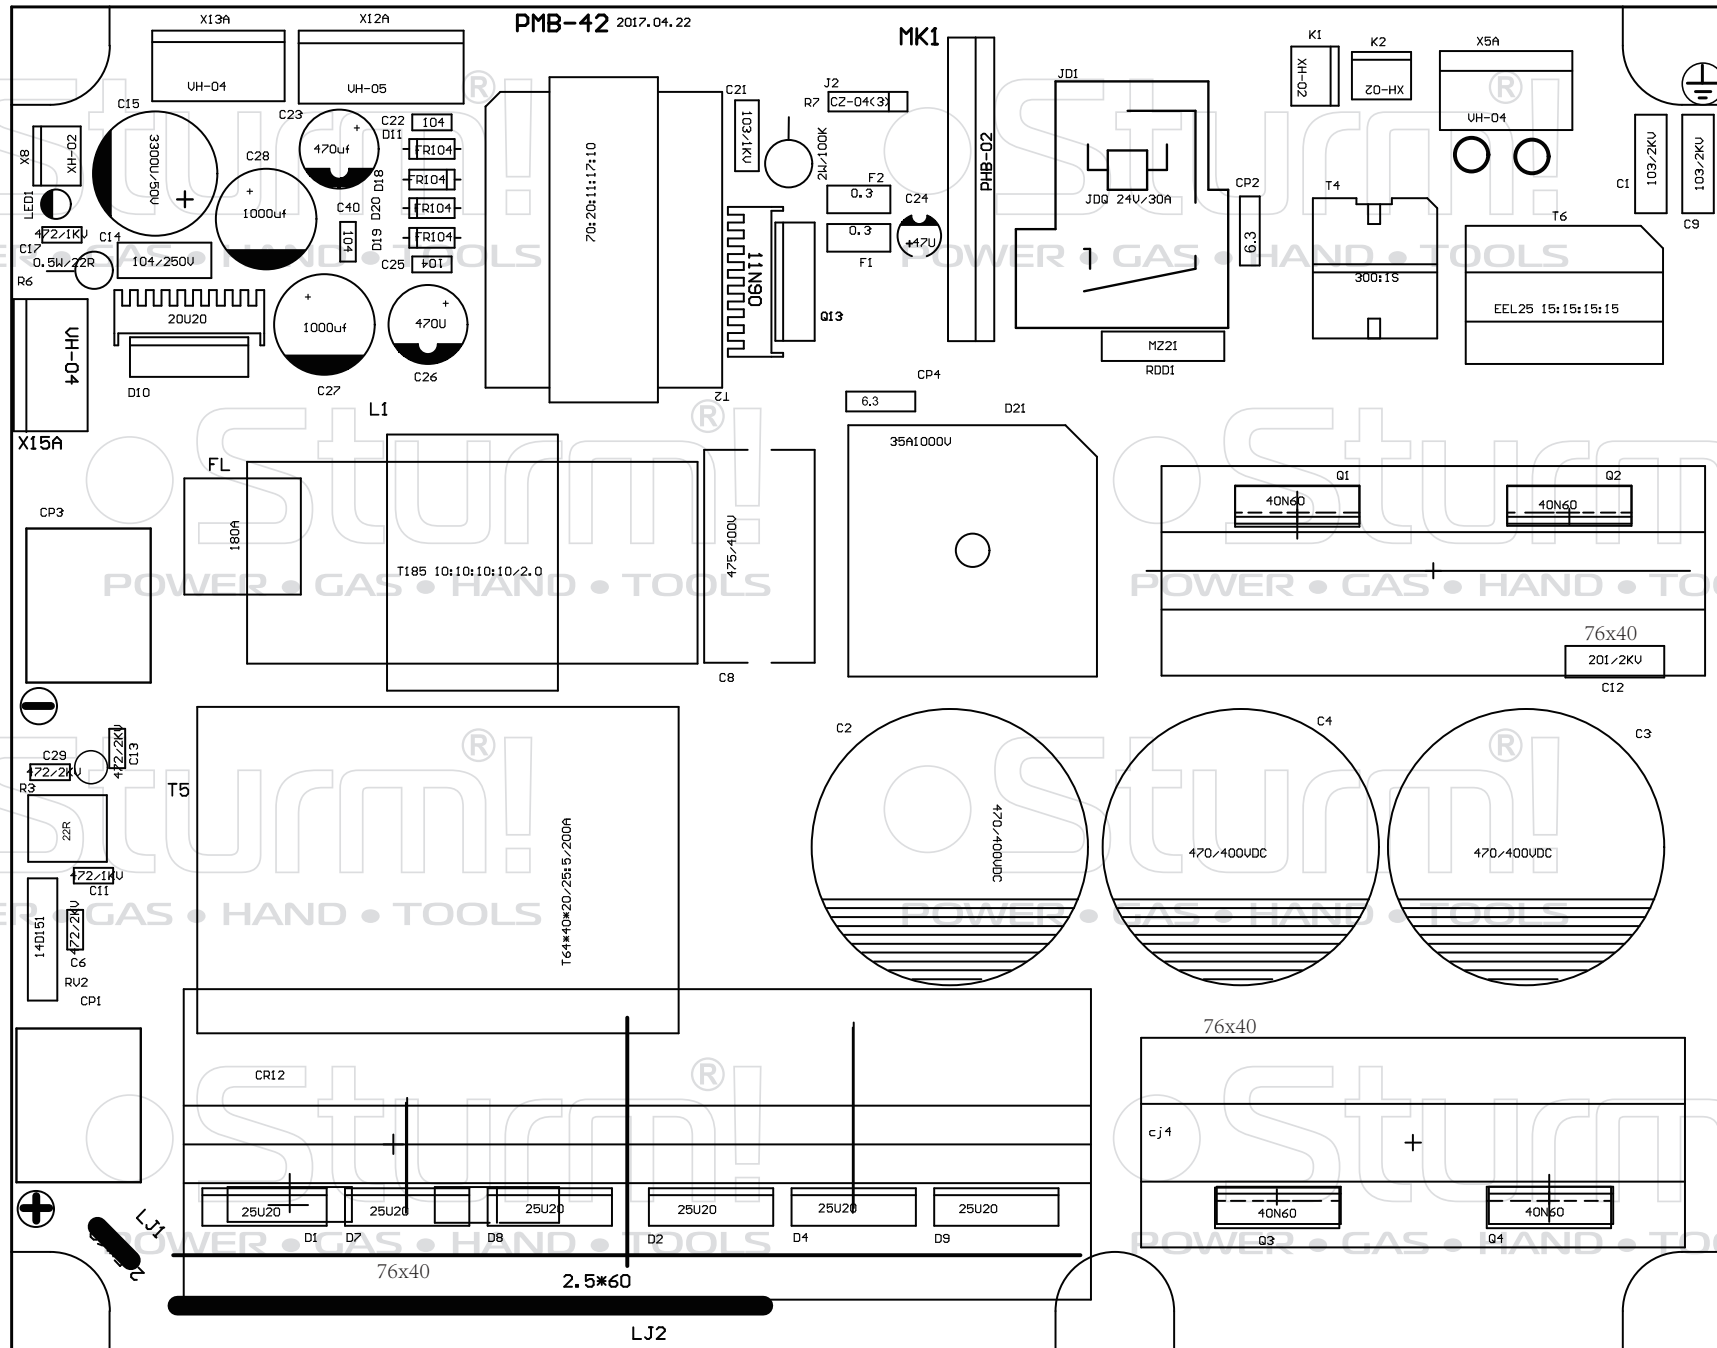 PMB-42 2017.04.22
X13A
X12A
VH-04
VH-05
C15
C23
C22
104
D11
FR104
3300U/50V
C28
470uf
X8
XH-02
LED1
1000uf
C40
104
D18
D20
D19
FR104
FR104
FR104
C25
104
472/1KV
C17
C14
0.5W/22R
R6
104/250V
20U20
D10
1000uf
C27
470U
C26
VH-04
X15A
70:20:11:17:10
T2
C21
103/1KV
J2
R7
CZ-04(3)
2W/100K
F2
0.3
0.3
F1
C24
47U
11N90
Q13
MK1
PHB-02
JD1
JDQ 24V/30A
CP2
6.3
MZ21
RDD1
K1
XH-02
K2
XH-02
X5A
VH-04
T4
300:1S
T6
EEL25 15:15:15:15
C1
103/2KV
103/2KV
C9
L1
FL
180A
T185 10:10:10:10/2.0
475/400V
C8
CP4
6.3
D21
35A1000V
Q1
40N60
Q2
40N60
76x40
201/2KV
C12
CP3
C29
472/2KV
472/2KV
C13
R3
22R
472/1KV
C11
14D151
472/2KV
C6
RV2
CP1
T5
T64*40*20/25:5/200A
C2
470/400VDC
C4
470/400VDC
C3
470/400VDC
CR12
25U20
25U20
25U20
25U20
25U20
25U20
D1
D7
D8
D2
D4
D9
76x40
2.5*60
LJ1
LJ2
76x40
cj4
40N60
Q3
40N60
Q4
Sturm!®
POWER • GAS • HAND • TOOLS